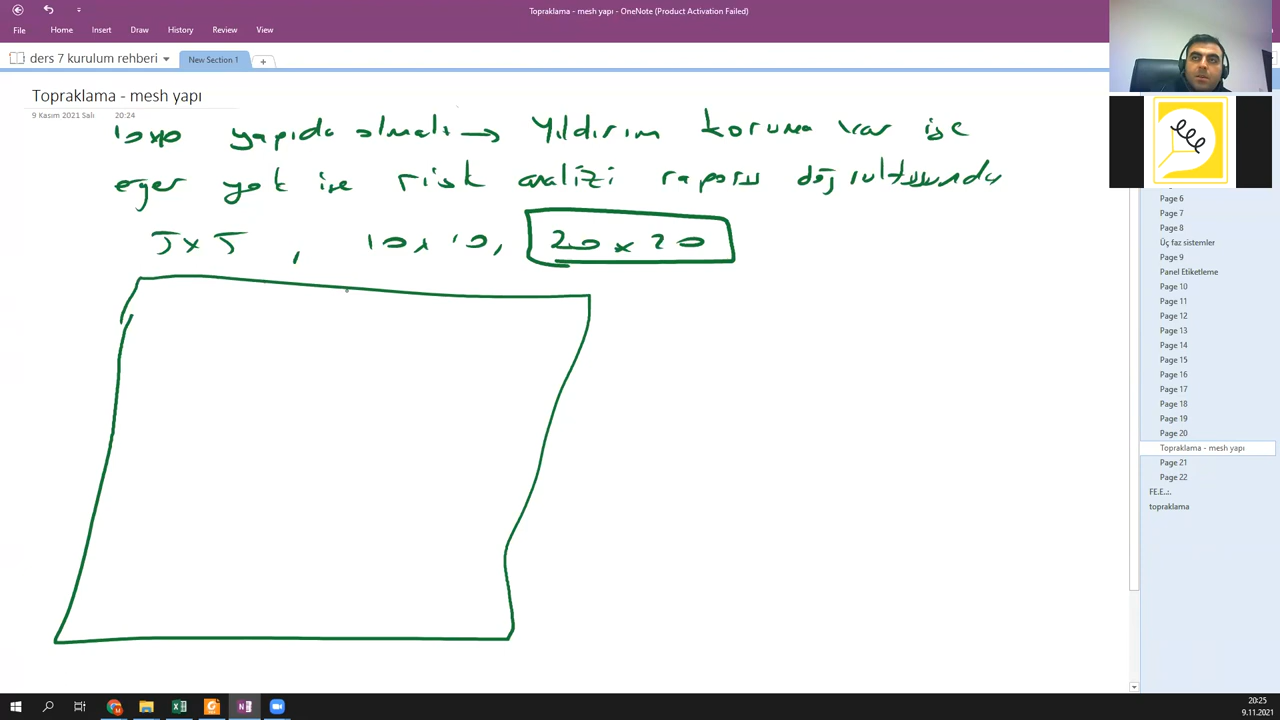 Topraklama - mesh yapı - OneNote (Product Activation Failed)
File Home Insert Draw History Review View
ders 7 kurulum rehberi New Section 1
Topraklama - mesh yapı
9 Kasım 2021 Salı 20:24
10x10 yapıda olmalı → Yıldırım koruma var ise
eğer yok ise risk analizi raporu doğrultusunda
5x5, 10x10, 20x20
Page 6
Page 7
Page 8
Üç faz sistemler
Page 9
Panel Etiketleme
Page 10
Page 11
Page 12
Page 13
Page 14
Page 15
Page 16
Page 17
Page 18
Page 19
Page 20
Topraklama - mesh yapı
Page 21
Page 22
FE.E..:.
topraklama
20:25
9.11.2021